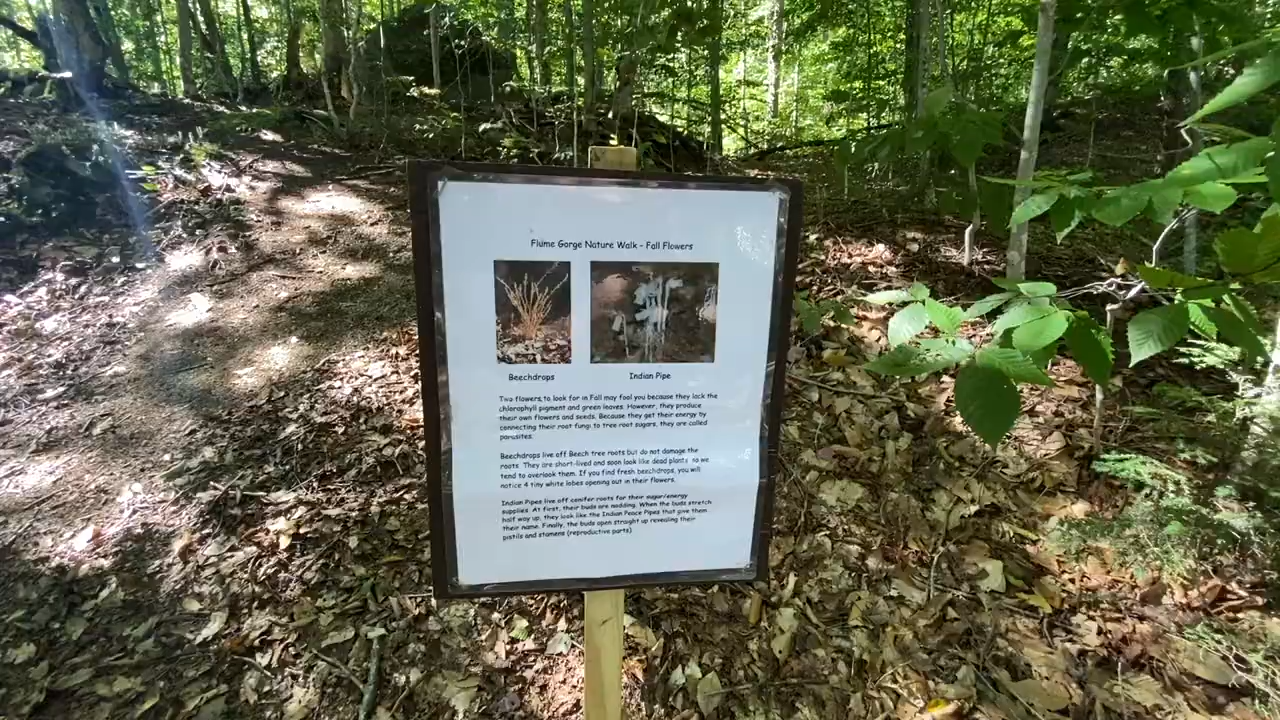 Flume Gorge Nature Walk - Fall Flowers
Beechdrops
Indian Pipe
Two flowers to look for in Fall may fool you because they lack the
chlorophyll pigment and green leaves. However, they produce
their own flowers and seeds. Because they get their energy by
connecting their root fungi to tree root sugars, they are called
parasites.
Beechdrops live off Beech tree roots but do not damage the
roots. They are short-lived and soon look like dead plants so we
tend to overlook them. If you find fresh beechdrops, you will
notice 4 tiny white lobes opening out in their flowers.
Indian Pipes live off conifer roots for their sugar/energy
supplies. At first, their buds are nodding. When the buds stretch
half way up, they look like the Indian Peace Pipes that give them
their name. Finally, the buds open straight up revealing their
pistils and stamens (reproductive parts)